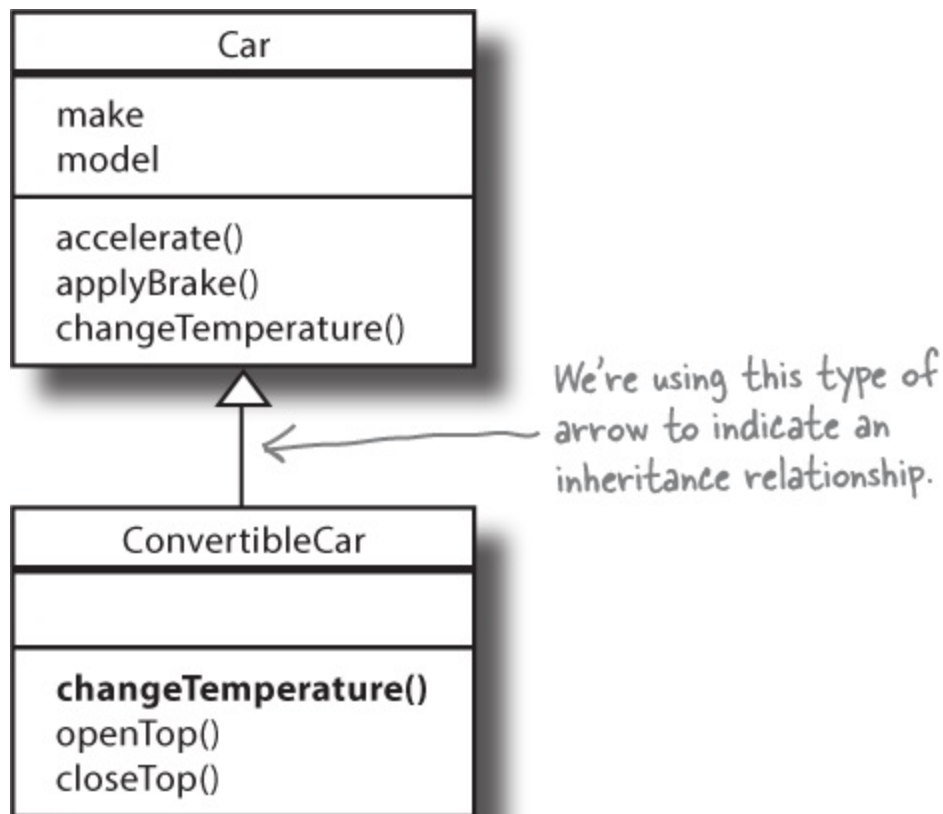 Car
make
model
accelerate()
applyBrake()
changeTemperature()
We're using this type of
arrow to indicate an
inheritance relationship.
ConvertibleCar
changeTemperature()
openTop()
closeTop()